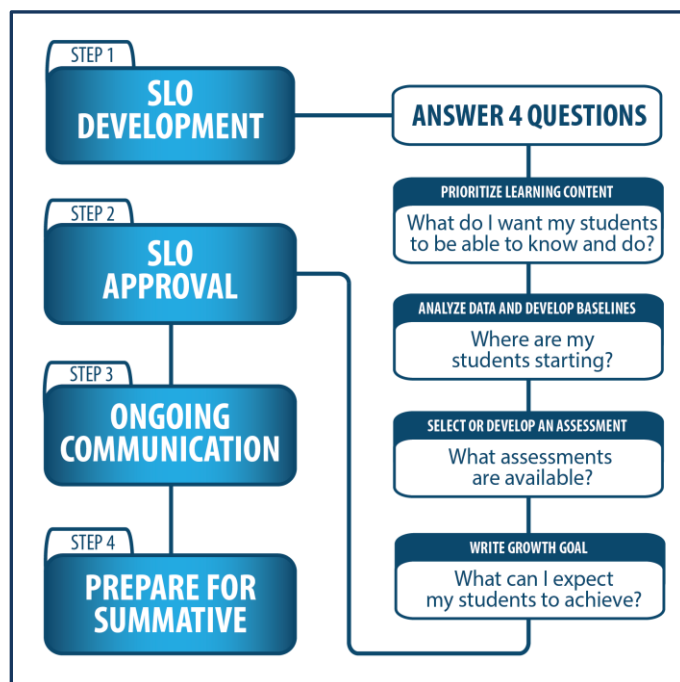 STEP 1
SLO
DEVELOPMENT
ANSWER 4 QUESTIONS
PRIORITIZE LEARNING CONTENT
What do I want my students
to be able to know and do?
ANALYZE DATA AND DEVELOP BASELINES
Where are my
students starting?
SELECT OR DEVELOP AN ASSESSMENT
What assessments
are available?
WRITE GROWTH GOAL
What can I expect
my students to achieve?
STEP 2
SLO
APPROVAL
STEP 3
ONGOING
COMMUNICATION
STEP 4
PREPARE FOR
SUMMATIVE